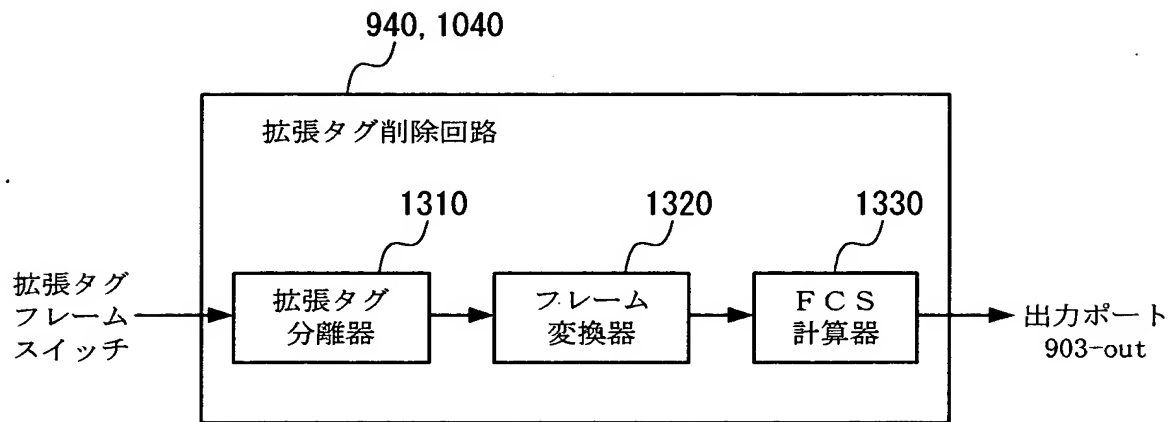 940, 1040
拡張タグ削除回路
1310
1320
1330
拡張タグ
フレーム
スイッチ
拡張タグ
分離器
フレーム
変換器
ＦＣＳ
計算器
出力ポート
903-out